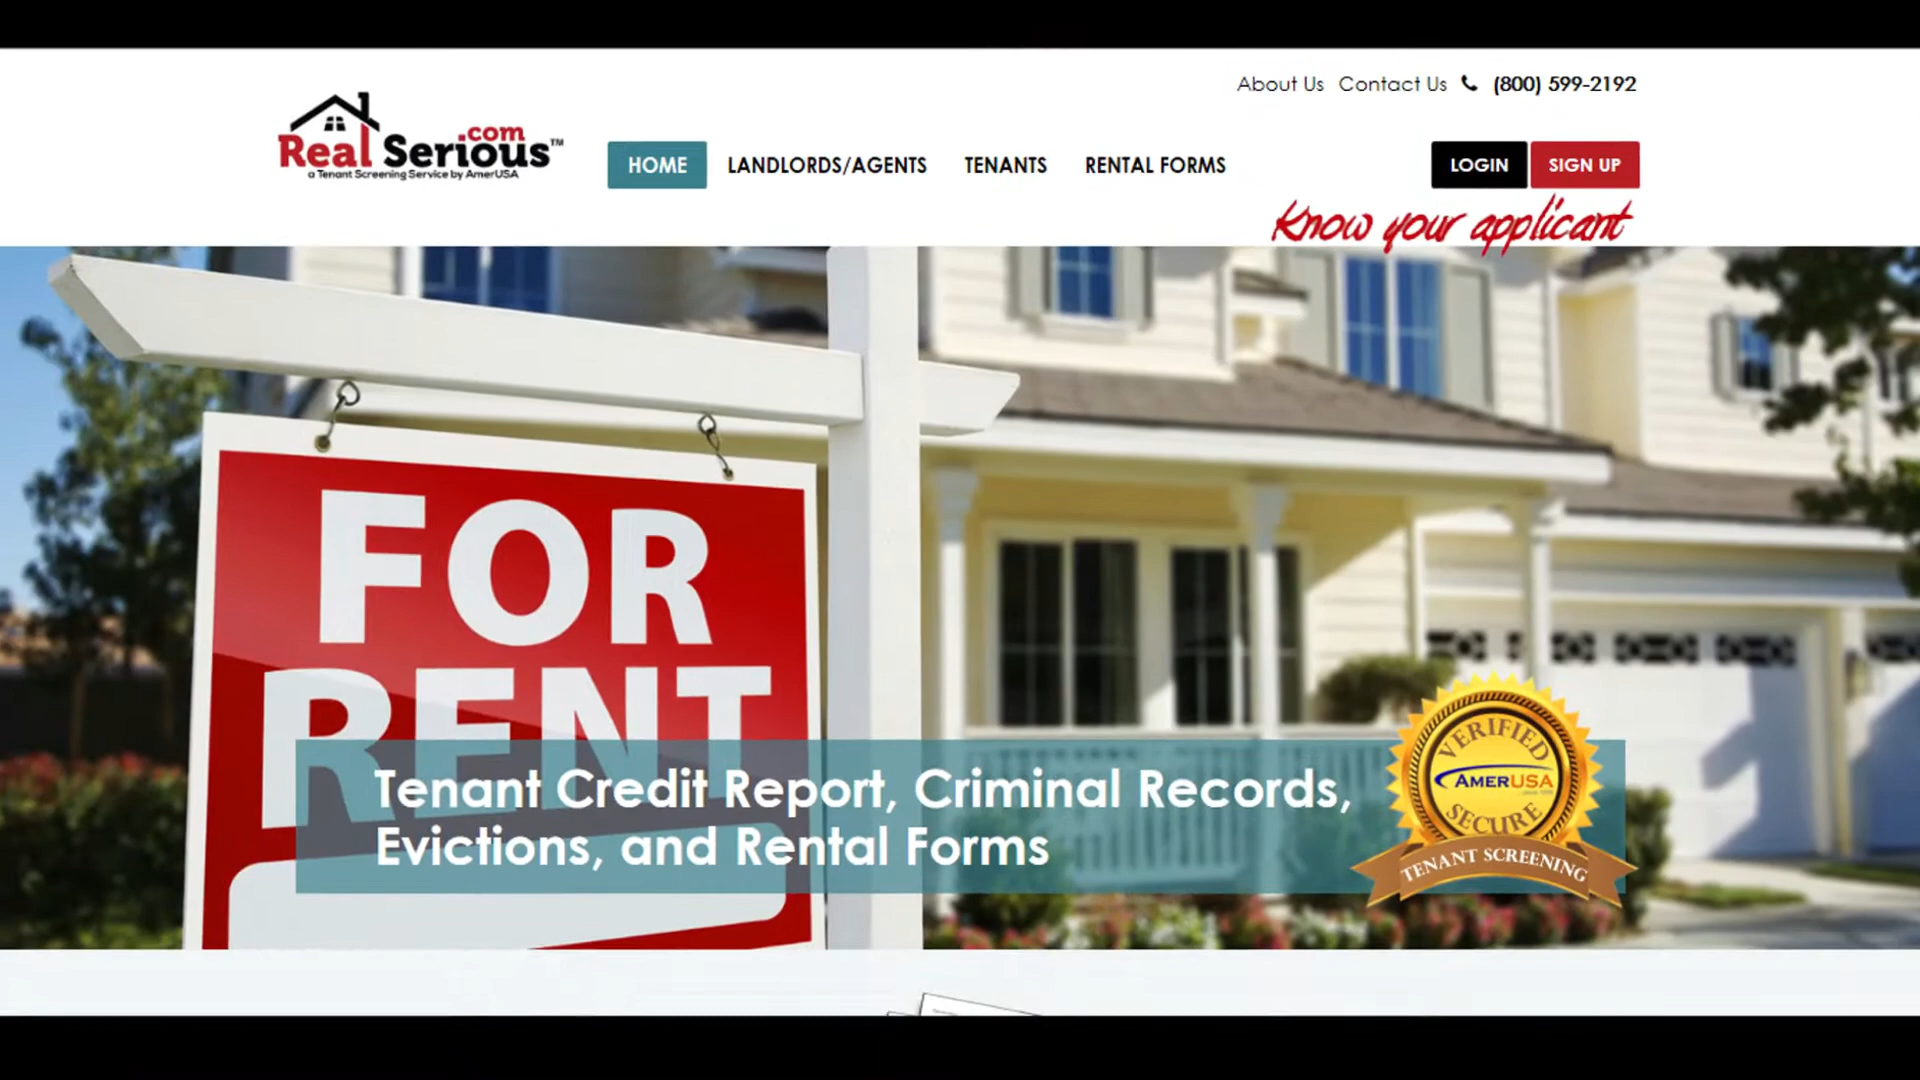 About Us Contact Us (800) 599-2192
.com
Real Serious™
a Tenant Screening Service by AmerUSA
HOME LANDLORDS/AGENTS TENANTS RENTAL FORMS LOGIN SIGN UP
Know your applicant
FOR
RENT
Tenant Credit Report, Criminal Records,
Evictions, and Rental Forms
VERIFIED
AMERUSA
SECURE
TENANT SCREENING